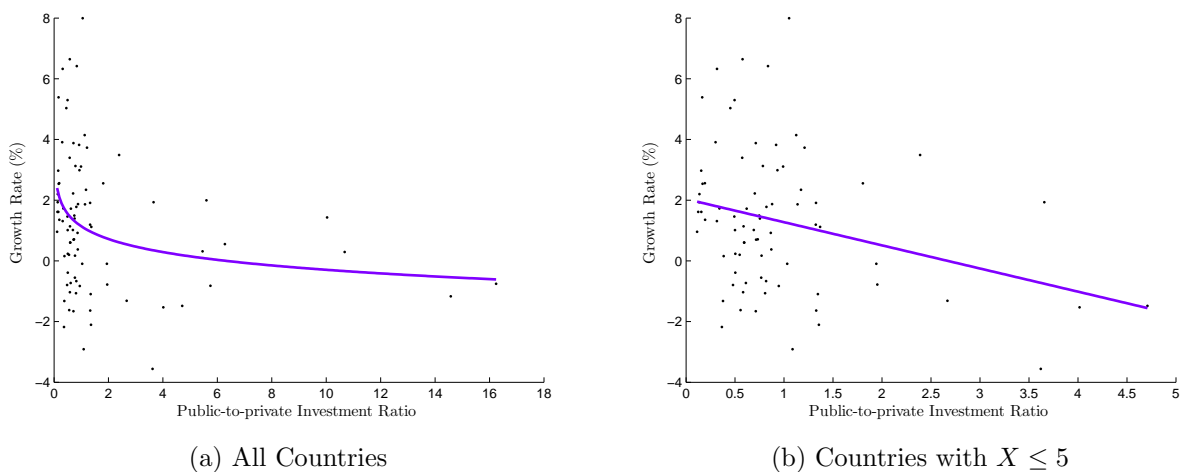 8
6
4
2
0
−2
−4
Growth Rate (%)
0 2 4 6 8 10 12 14 16 18
Public-to-private Investment Ratio
(a) All Countries
8
6
4
2
0
−2
−4
Growth Rate (%)
0 0.5 1 1.5 2 2.5 3 3.5 4 4.5 5
Public-to-private Investment Ratio
(b) Countries with X ≤ 5